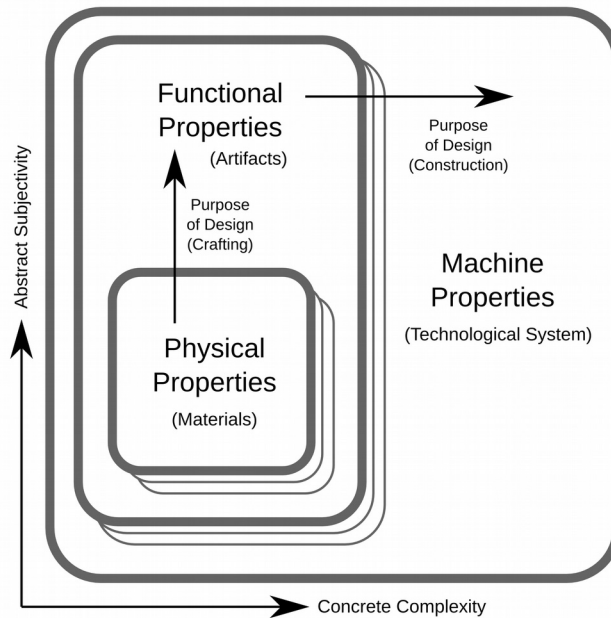 Functional
Properties
(Artifacts)
Purpose
of Design
(Construction)
Purpose
of Design
(Crafting)
Machine
Properties
(Technological System)
Physical
Properties
(Materials)
Abstract Subjectivity
Concrete Complexity